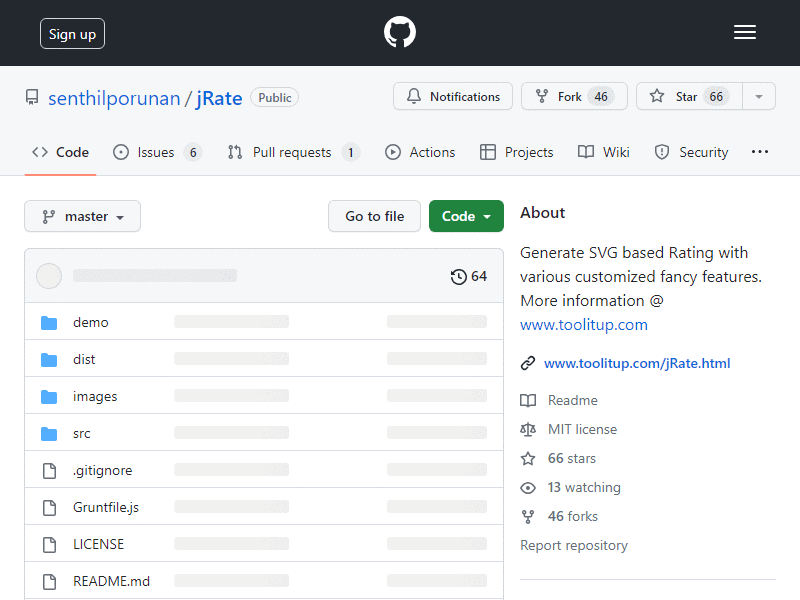 Sign up
senthilporunan / jRate Public
Notifications
Fork 46
Star 66
Code
Issues 6
Pull requests 1
Actions
Projects
Wiki
Security
master
Go to file
Code
64
demo
dist
images
src
.gitignore
Gruntfile.js
LICENSE
README.md
About
Generate SVG based Rating with
various customized fancy features.
More information @
www.toolitup.com
www.toolitup.com/jRate.html
Readme
MIT license
66 stars
13 watching
46 forks
Report repository